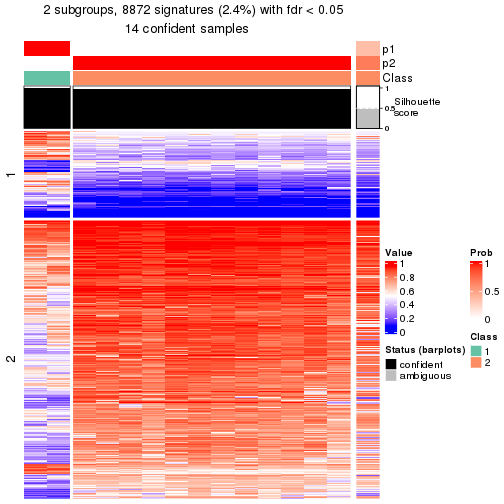 2 subgroups, 8872 signatures (2.4%) with fdr < 0.05
14 confident samples
p1
p2
Class
1
0.5
0
Silhouette
score
1
2
Value
1
0.8
0.6
0.4
0.2
0
Prob
1
0.5
0
Status (barplots)
confident
ambiguous
Class
1
2